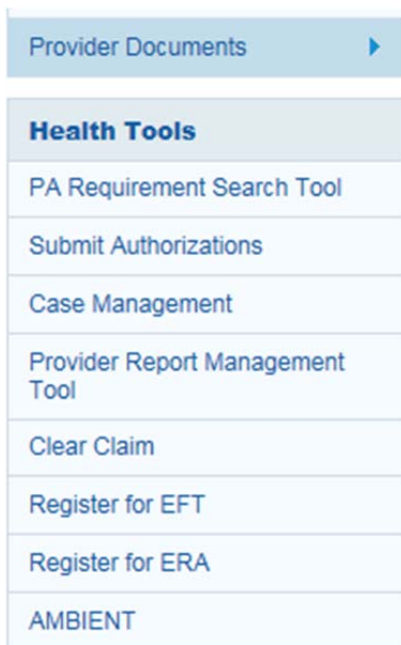 Provider Documents
Health Tools
PA Requirement Search Tool
Submit Authorizations
Case Management
Provider Report Management
Tool
Clear Claim
Register for EFT
Register for ERA
AMBIENT